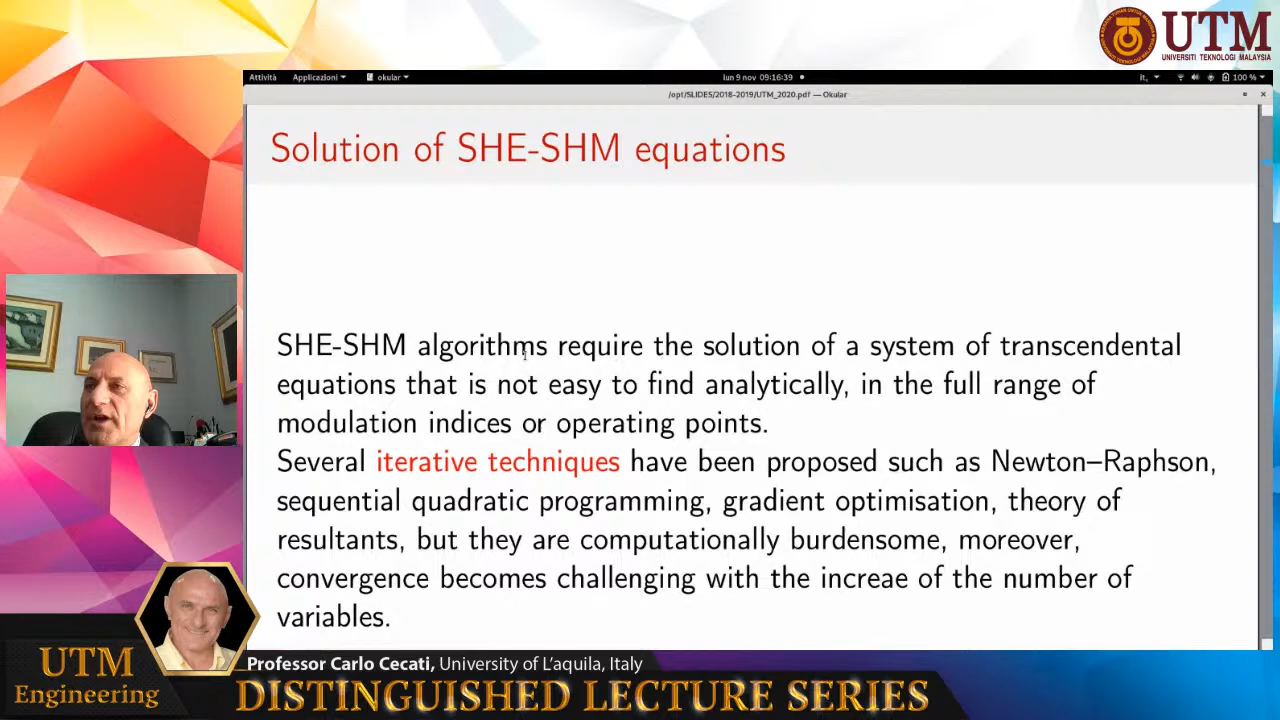 UTM
UNIVERSITI TEKNOLOGI MALAYSIA
Attività Applicazioni okular lun 9 nov 09:16:39 it, 100 %
/opt/SLIDES/2018-2019/UTM_2020.pdf — Okular
Solution of SHE-SHM equations
SHE-SHM algorithms require the solution of a system of transcendental
equations that is not easy to find analytically, in the full range of
modulation indices or operating points.
Several iterative techniques have been proposed such as Newton–Raphson,
sequential quadratic programming, gradient optimisation, theory of
resultants, but they are computationally burdensome, moreover,
convergence becomes challenging with the increae of the number of
variables.
UTM
Engineering
Professor Carlo Cecati, University of L'aquila, Italy
DISTINGUISHED LECTURE SERIES